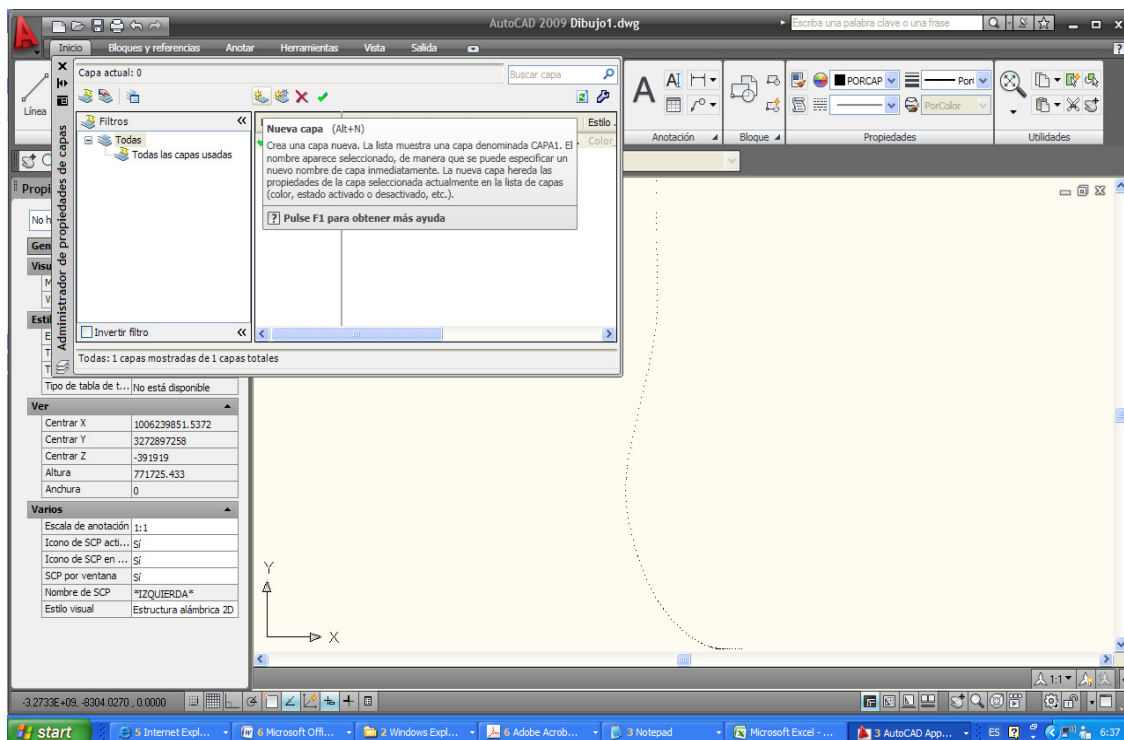 AutoCAD 2009 Dibujo1.dwg
Escriba una palabra clave o una frase
Inicio Bloques y referencias Anotar Herramientas Vista Salida
Capa actual: 0
Buscar capa
Línea
Filtros
Todas
Todas las capas usadas
Estilo
Color
Nueva capa (Alt+N)
Crea una capa nueva. La lista muestra una capa denominada CAPA1. El
nombre aparece seleccionado, de manera que se puede especificar un
nuevo nombre de capa inmediatamente. La nueva capa hereda las
propiedades de la capa seleccionada actualmente en la lista de capas
(color, estado activado o desactivado, etc.).
Pulse F1 para obtener más ayuda
Invertir filtro
Todas: 1 capas mostradas de 1 capas totales
Administrador de propiedades de capas
A
PORCAP
Port
PorColor
Anotación Bloque Propiedades Utilidades
Propi
No h
Gen
Visu
M
V
Esti
E
T
T
Tipo de tabla de t... No está disponible
Ver
Centrar X 1006239851.5372
Centrar Y 3272897258
Centrar Z -391919
Altura 771725.433
Anchura 0
Varios
Escala de anotación 1:1
Icono de SCP acti... Sí
Icono de SCP en ... Sí
SCP por ventana Sí
Nombre de SCP *IZQUIERDA*
Estilo visual Estructura alámbrica 2D
Y
X
1:1
-3.2733E+09, -8304.0270, 0.0000
start 5 Internet Expl... 6 Microsoft Offi... 2 Windows Expl... 6 Adobe Acrob... 3 Notepad Microsoft Excel - ... 3 AutoCAD App... ES 6:37